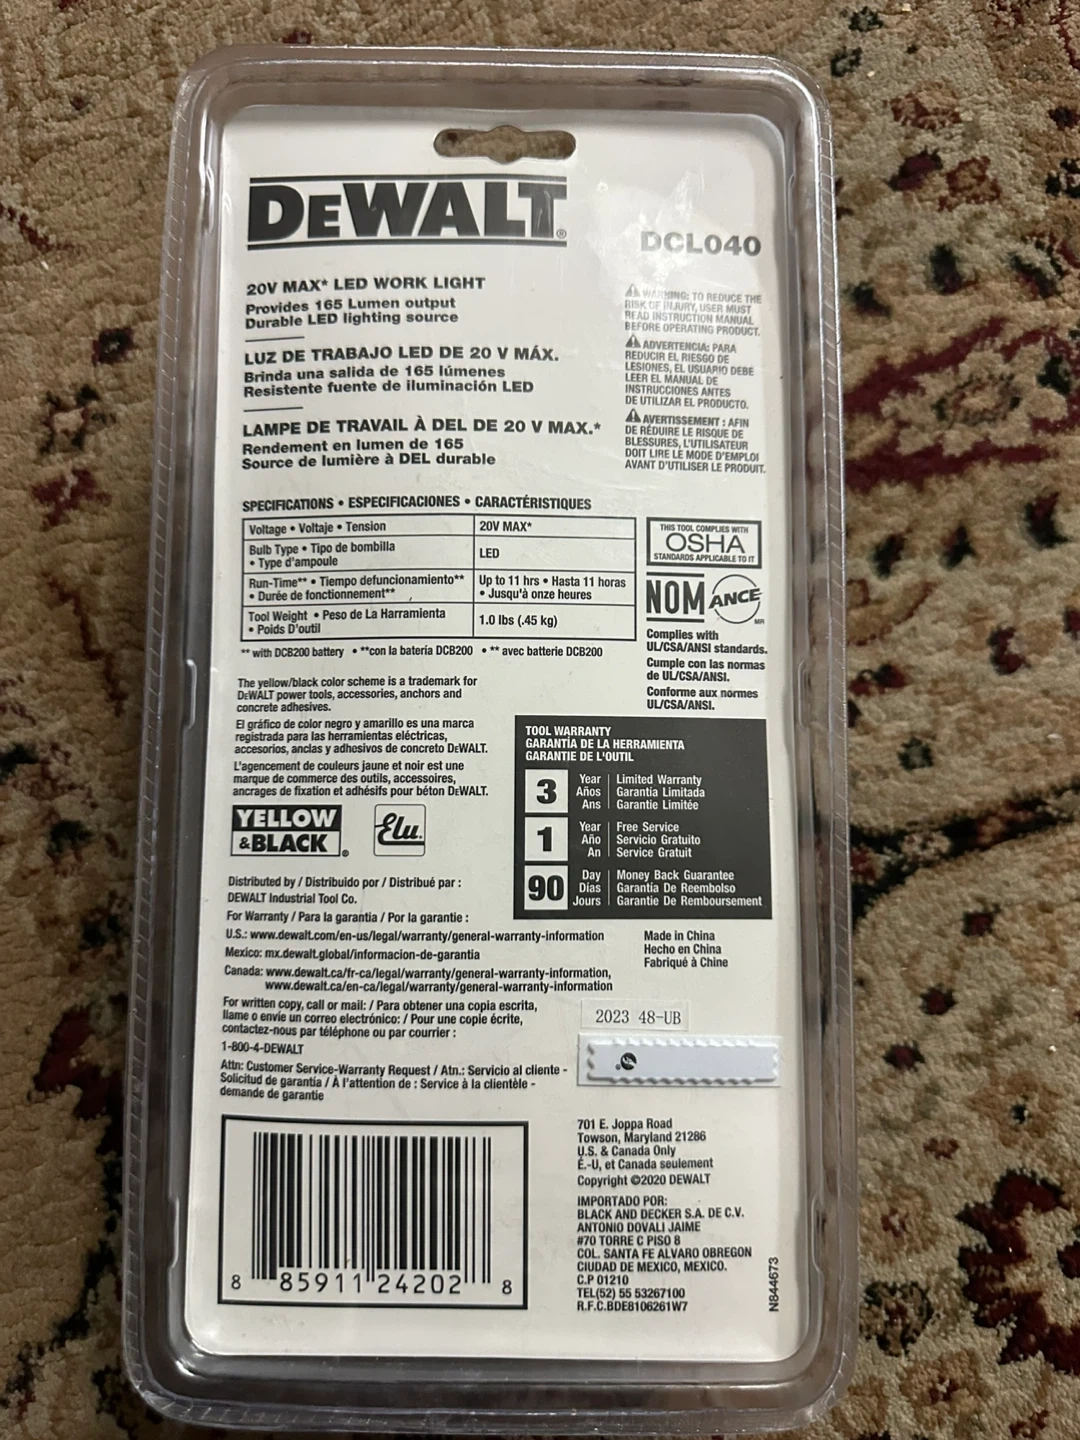 DEWALT®
DCL040
20V MAX* LED WORK LIGHT
Provides 165 Lumen output
Durable LED lighting source
LUZ DE TRABAJO LED DE 20 V MÁX.
Brinda una salida de 165 lúmenes
Resistente fuente de iluminación LED
LAMPE DE TRAVAIL À DEL DE 20 V MAX.*
Rendement en lumen de 165
Source de lumière à DEL durable
WARNING: TO REDUCE THE
RISK OF INJURY, USER MUST
READ INSTRUCTION MANUAL
BEFORE OPERATING PRODUCT.
ADVERTENCIA: PARA
REDUCIR EL RIESGO DE
LESIONES, EL USUARIO DEBE
LEER EL MANUAL DE
INSTRUCCIONES ANTES
DE UTILIZAR EL PRODUCTO.
AVERTISSEMENT : AFIN
DE RÉDUIRE LE RISQUE DE
BLESSURES, L'UTILISATEUR
DOIT LIRE LE MODE D'EMPLOI
AVANT D'UTILISER LE PRODUIT.
SPECIFICATIONS • ESPECIFICACIONES • CARACTÉRISTIQUES
Voltage • Voltaje • Tension 20V MAX*
Bulb Type • Tipo de bombilla
• Type d'ampoule
LED
Run-Time** • Tiempo defuncionamiento**
• Durée de fonctionnement**
Up to 11 hrs • Hasta 11 horas
• Jusqu'à onze heures
Tool Weight • Peso de La Harramienta
• Poids D'outil
1.0 lbs (.45 kg)
** with DCB200 battery • **con la batería DCB200 • ** avec batterie DCB200
THIS TOOL COMPLIES WITH
OSHA
STANDARDS APPLICABLE TO IT
NOM ANCE MR
Complies with
UL/CSA/ANSI standards.
Cumple con las normas
de UL/CSA/ANSI.
Conforme aux normes
UL/CSA/ANSI.
The yellow/black color scheme is a trademark for
DEWALT power tools, accessories, anchors and
concrete adhesives.
El gráfico de color negro y amarillo es una marca
registrada para las herramientas eléctricas,
accesorios, anclas y adhesivos de concreto DEWALT.
L'agencement de couleurs jaune et noir est une
marque de commerce des outils, accessoires,
ancrages de fixation et adhésifs pour béton DEWALT.
YELLOW
&BLACK®
Elu.
TOOL WARRANTY
GARANTÍA DE LA HERRAMIENTA
GARANTIE DE L'OUTIL
3
Year Limited Warranty
Años Garantía Limitada
Ans Garantie Limitée
1
Year Free Service
Año Servicio Gratuito
An Service Gratuit
90
Day Money Back Guarantee
Días Garantía De Reembolso
Jours Garantie De Remboursement
Distributed by / Distribuido por / Distribué par :
DEWALT Industrial Tool Co.
For Warranty / Para la garantía / Por la garantie :
U.S.: www.dewalt.com/en-us/legal/warranty/general-warranty-information
Mexico: mx.dewalt.global/informacion-de-garantia
Canada: www.dewalt.ca/fr-ca/legal/warranty/general-warranty-information,
www.dewalt.ca/en-ca/legal/warranty/general-warranty-information
For written copy, call or mail: / Para obtener una copia escrita,
llame o envíe un correo electrónico: / Pour une copie écrite,
contactez-nous par téléphone ou par courrier :
1-800-4-DEWALT
Attn: Customer Service-Warranty Request / Atn.: Servicio al cliente -
Solicitud de garantía / À l'attention de : Service à la clientèle -
demande de garantie
Made in China
Hecho en China
Fabriqué à Chine
2023 48-UB
701 E. Joppa Road
Towson, Maryland 21286
U.S. & Canada Only
É.-U, et Canada seulement
Copyright ©2020 DEWALT
IMPORTADO POR:
BLACK AND DECKER S.A. DE C.V.
ANTONIO DOVALI JAIME
#70 TORRE C PISO 8
COL. SANTA FE ALVARO OBREGON
CIUDAD DE MEXICO, MEXICO.
C.P 01210
TEL(52) 55 53267100
R.F.C.BDE8106261W7
N844673
8 85911 24202 8